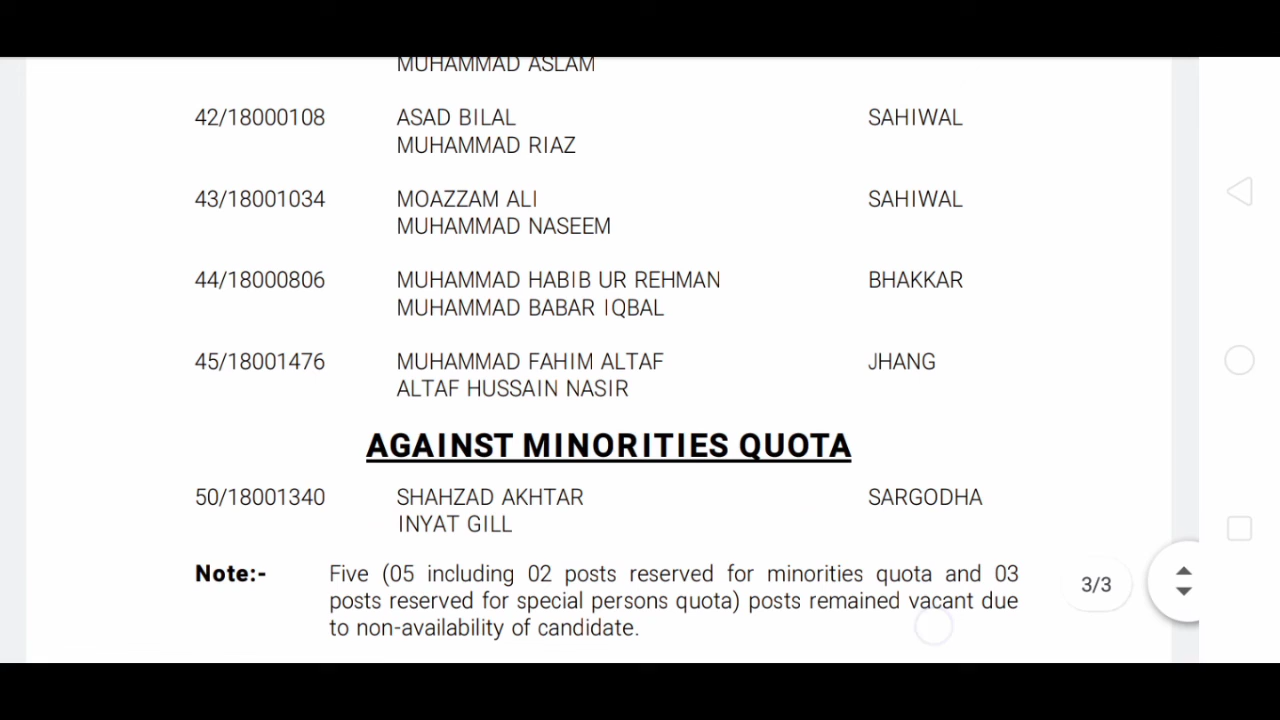 MUHAMMAD ASLAM
42/18000108 ASAD BILAL SAHIWAL
MUHAMMAD RIAZ
43/18001034 MOAZZAM ALI SAHIWAL
MUHAMMAD NASEEM
44/18000806 MUHAMMAD HABIB UR REHMAN BHAKKAR
MUHAMMAD BABAR IQBAL
45/18001476 MUHAMMAD FAHIM ALTAF JHANG
ALTAF HUSSAIN NASIR
AGAINST MINORITIES QUOTA
50/18001340 SHAHZAD AKHTAR SARGODHA
INYAT GILL
Note:- Five (05 including 02 posts reserved for minorities quota and 03
posts reserved for special persons quota) posts remained vacant due
to non-availability of candidate.
3/3